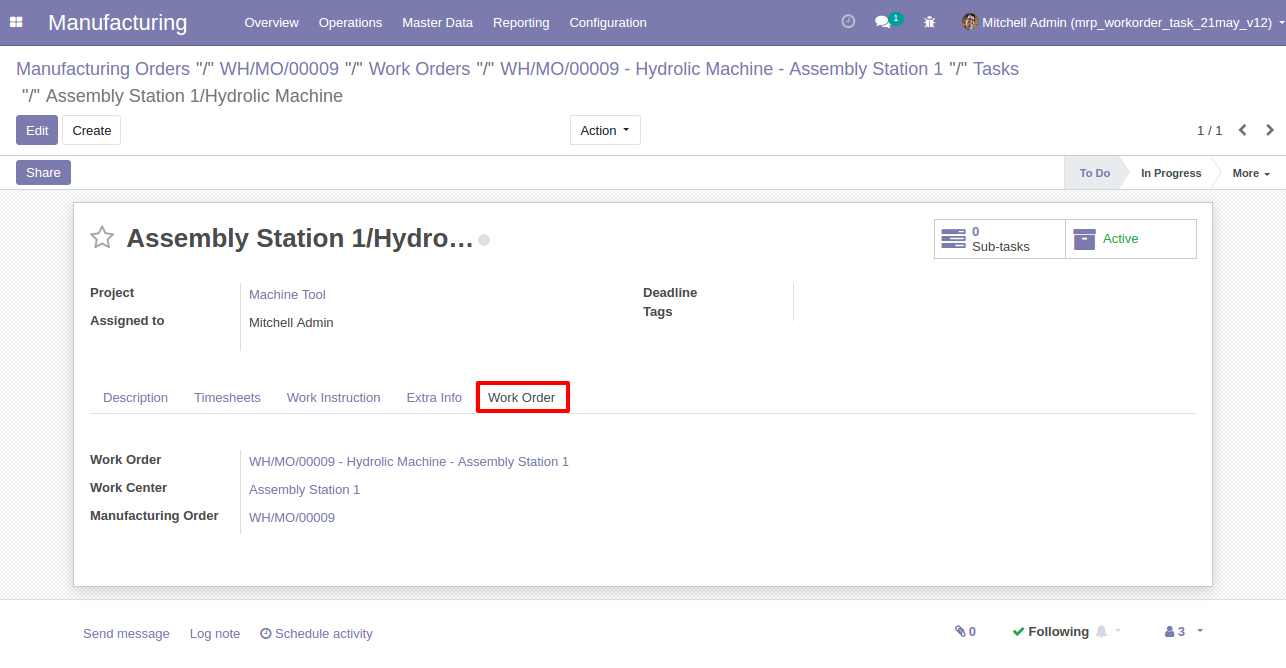 Manufacturing Overview Operations Master Data Reporting Configuration 1 Mitchell Admin (mrp_workorder_task_21may_v12)
Manufacturing Orders "/" WH/MO/00009 "/" Work Orders "/" WH/MO/00009 - Hydrolic Machine - Assembly Station 1 "/" Tasks
"/" Assembly Station 1/Hydrolic Machine
Edit Create Action 1 / 1
Share To Do In Progress More
Assembly Station 1/Hydro... 0 Sub-tasks Active
Project Machine Tool Deadline
Assigned to Mitchell Admin Tags
Description Timesheets Work Instruction Extra Info Work Order
Work Order WH/MO/00009 - Hydrolic Machine - Assembly Station 1
Work Center Assembly Station 1
Manufacturing Order WH/MO/00009
Send message Log note Schedule activity 0 Following 3